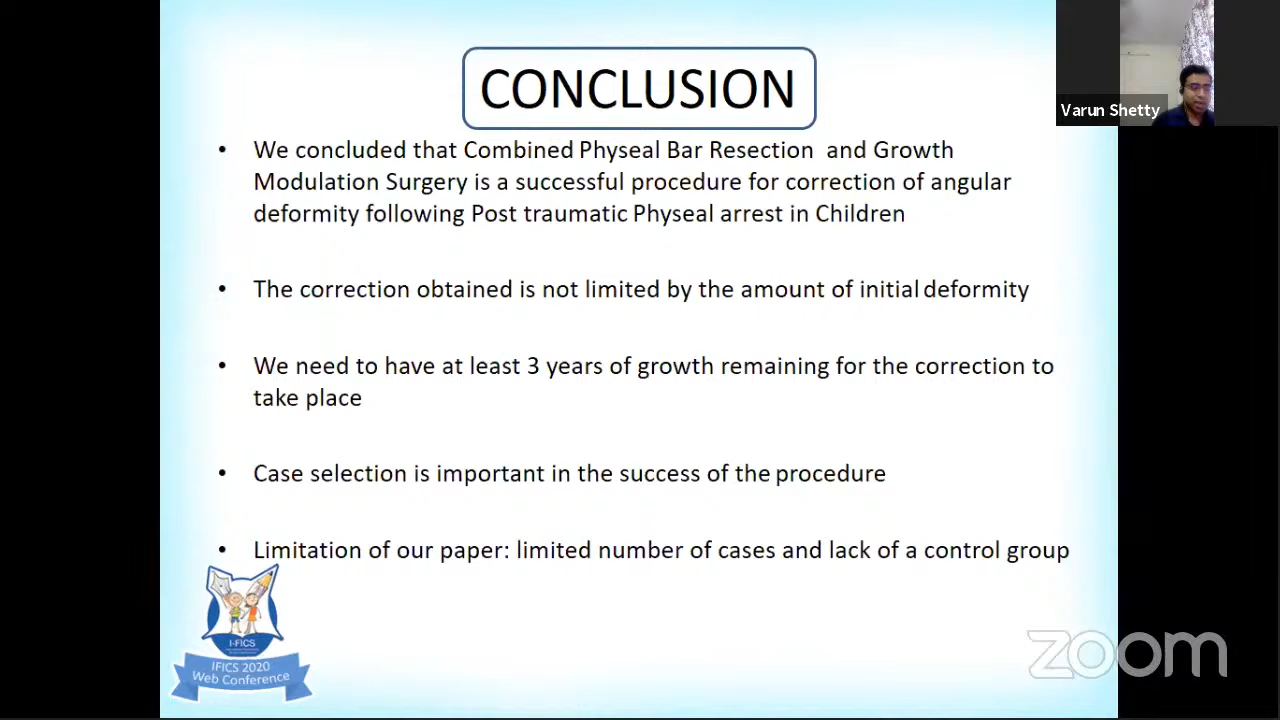 CONCLUSION
Varun Shetty
• We concluded that Combined Physeal Bar Resection and Growth
Modulation Surgery is a successful procedure for correction of angular
deformity following Post traumatic Physeal arrest in Children
• The correction obtained is not limited by the amount of initial deformity
• We need to have at least 3 years of growth remaining for the correction to
take place
• Case selection is important in the success of the procedure
• Limitation of our paper: limited number of cases and lack of a control group
I-FICS
IFICS 2020
Web Conference
zoom